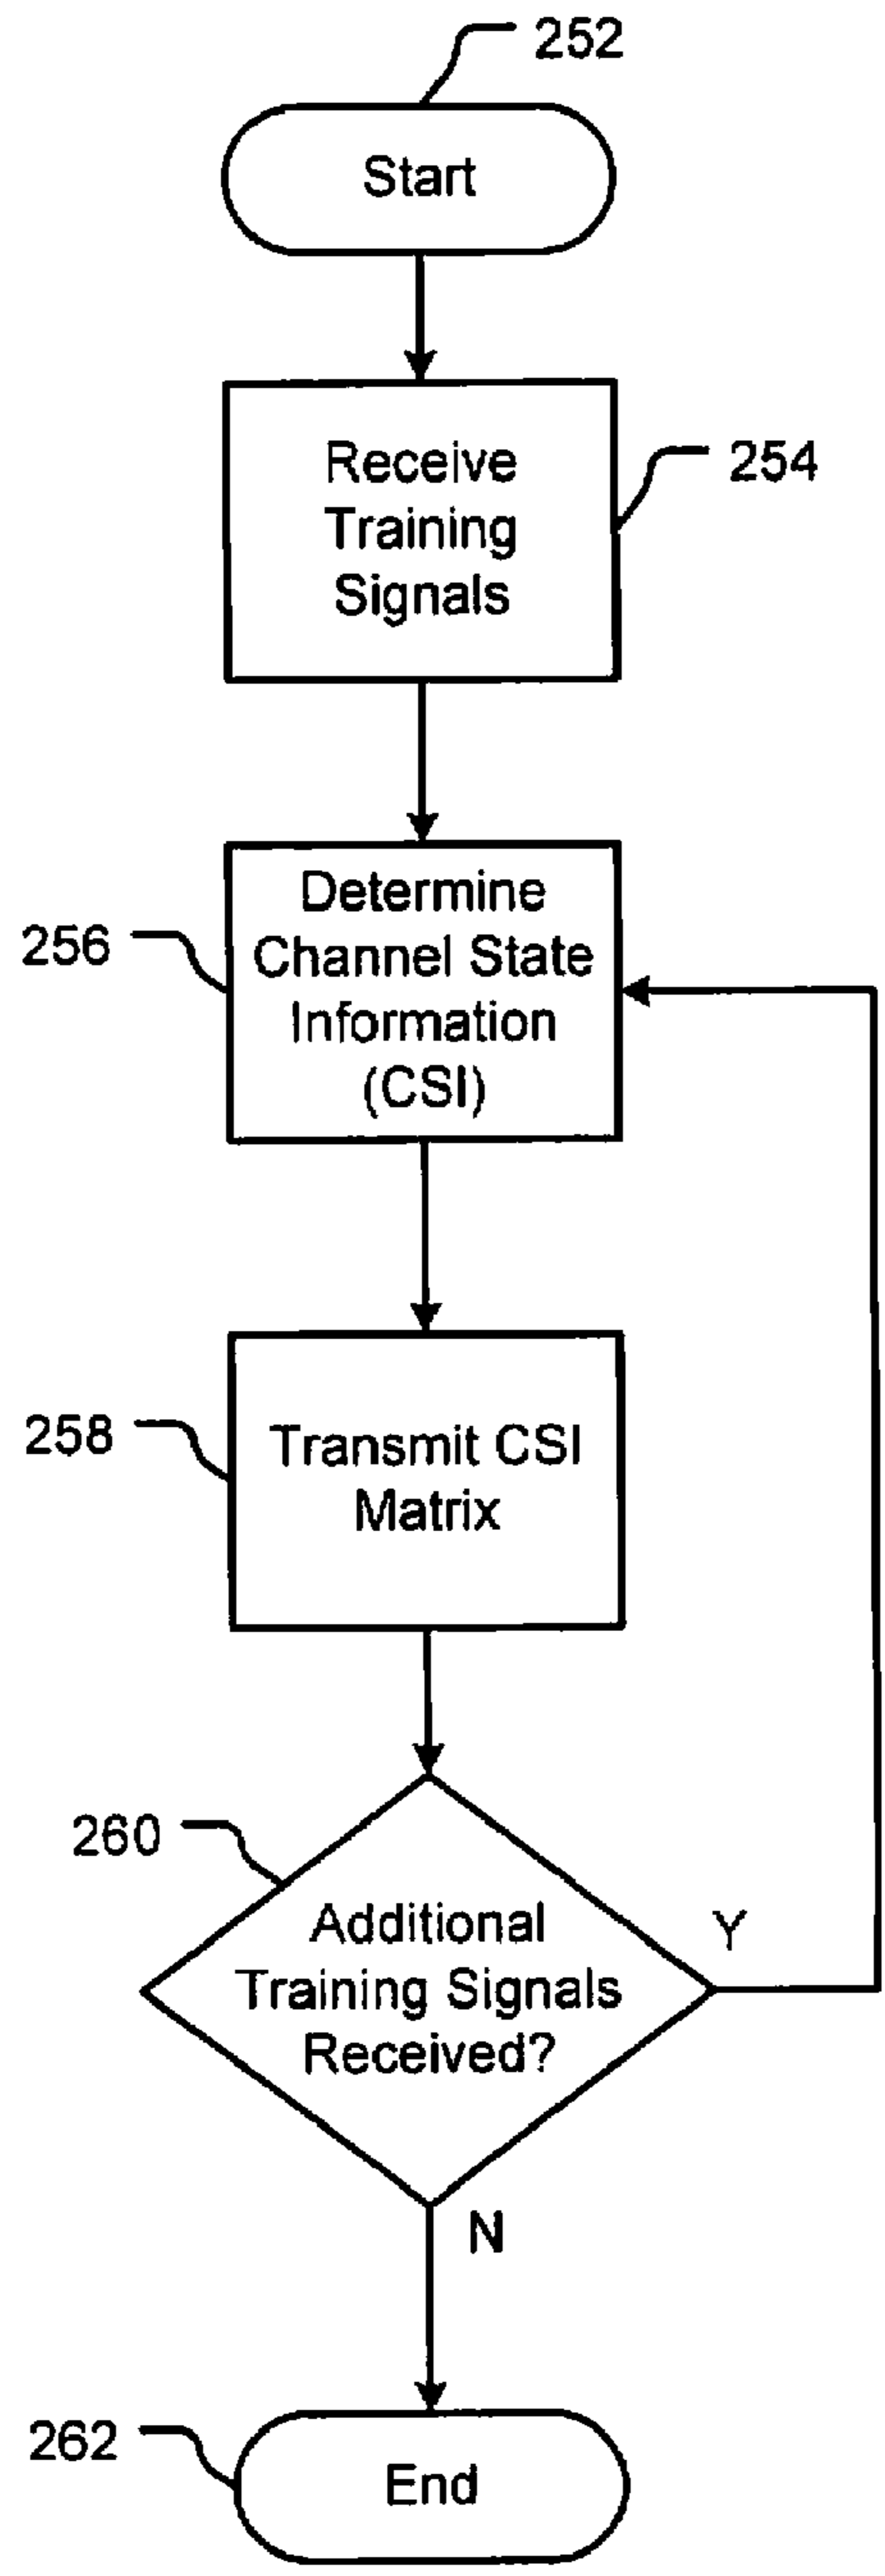 252
Start
Receive
Training
Signals
254
256
Determine
Channel State
Information
(CSI)
258
Transmit CSI
Matrix
260
Additional
Training Signals
Received?
Y
N
262
End